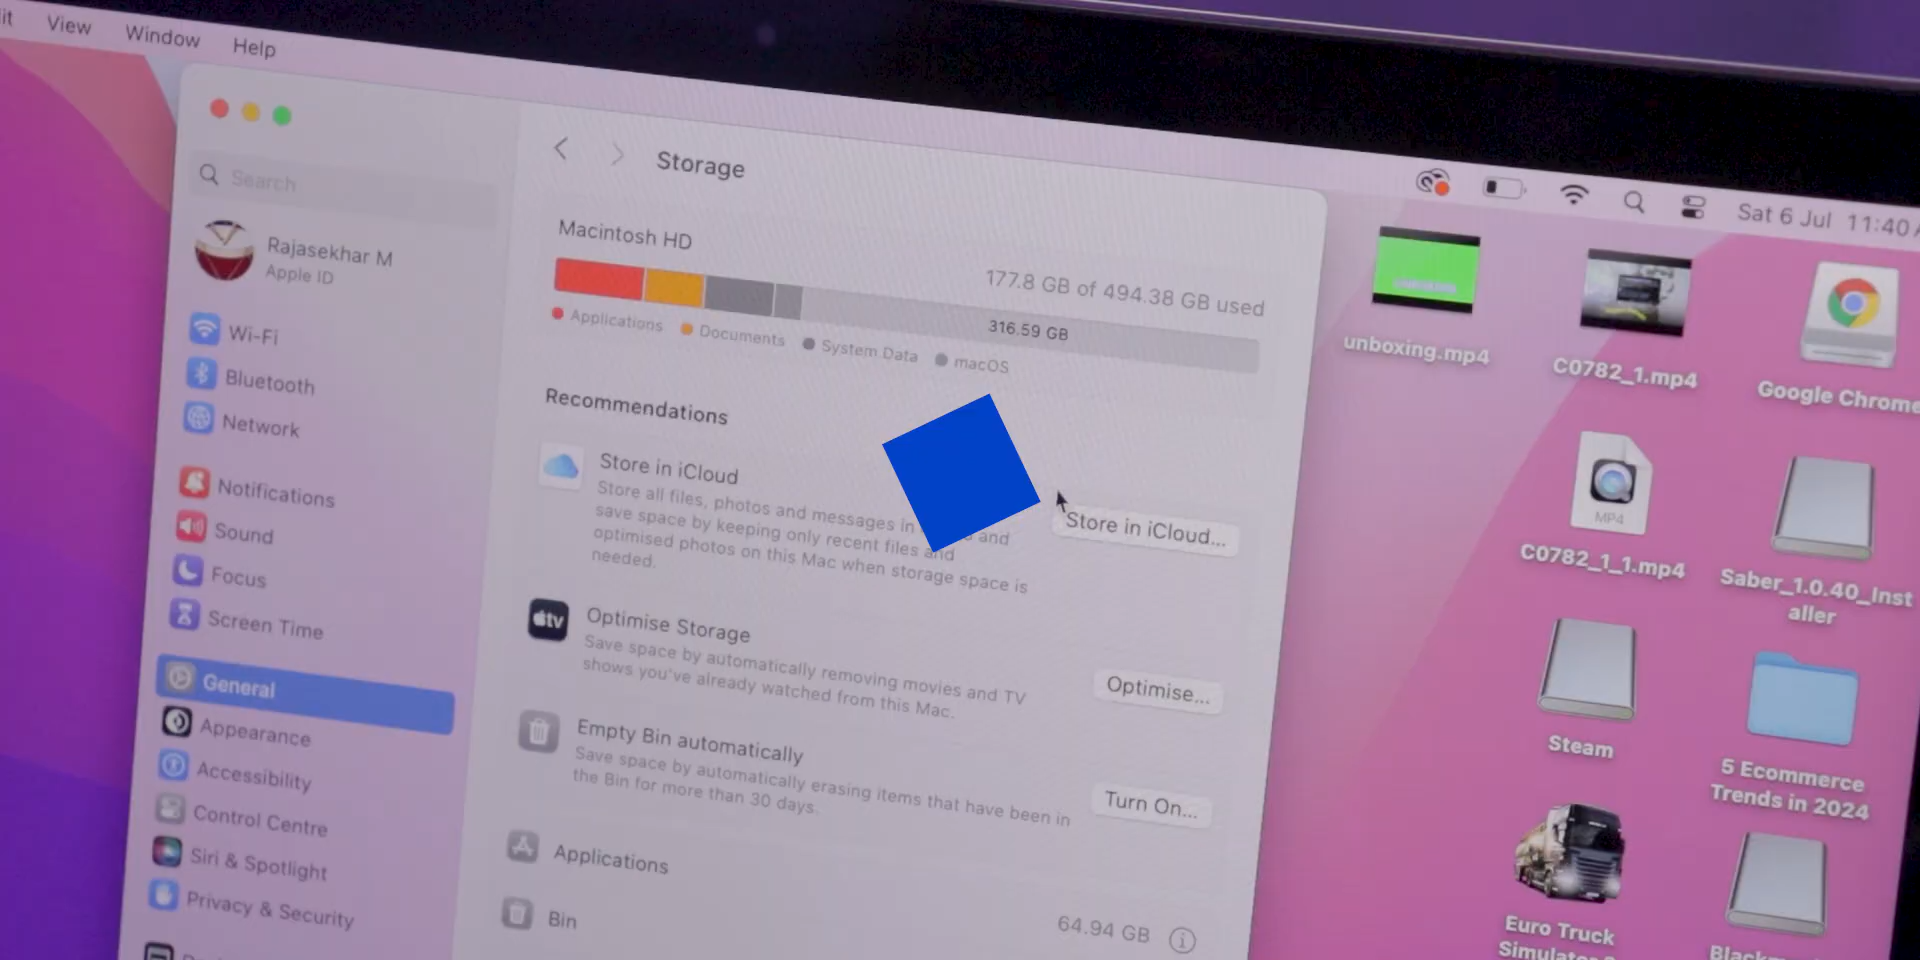 View Window Help
Sat 6 Jul 11:40
Search
Rajasekhar M
Apple ID
Wi-Fi
Bluetooth
Network
Notifications
Sound
Focus
Screen Time
General
Appearance
Accessibility
Control Centre
Siri & Spotlight
Privacy & Security
Storage
Macintosh HD
177.8 GB of 494.38 GB used
316.59 GB
Applications Documents System Data macOS
Recommendations
Store in iCloud
Store all files, photos and messages in and
save space by keeping only recent files and
optimised photos on this Mac when storage space is
needed.
Store in iCloud...
Optimise Storage
Save space by automatically removing movies and TV
shows you've already watched from this Mac.
Optimise...
Empty Bin automatically
Save space by automatically erasing items that have been in
the Bin for more than 30 days.
Turn On...
Applications
64.94 GB
Bin
unboxing.mp4
C0782_1.mp4
Google Chrome
MP4
C0782_1_1.mp4
Saber_1.0.40_Inst
aller
Steam
5 Ecommerce
Trends in 2024
Euro Truck
tv